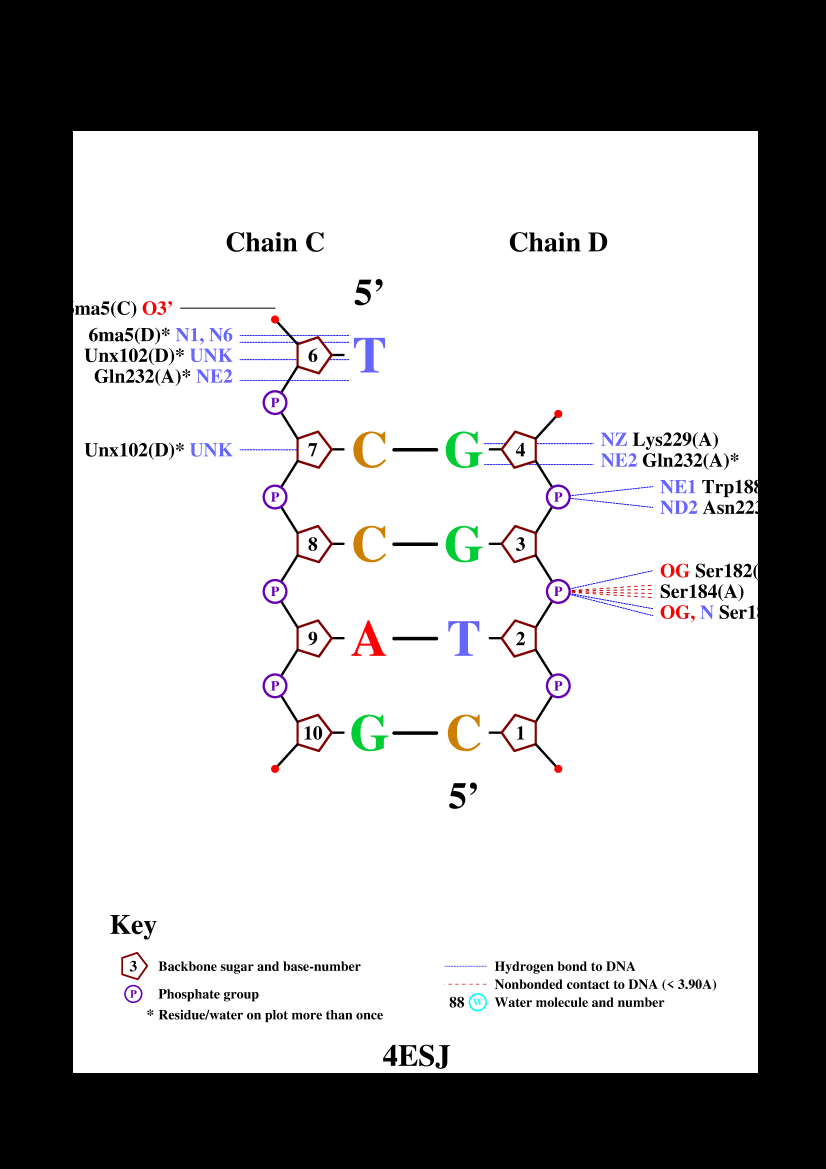 Chain C Chain D
5’
6ma5(C) O3’
6ma5(D)* N1, N6
Unx102(D)* UNK
Gln232(A)* NE2
6 T
P
Unx102(D)* UNK 7 C G 4 NZ Lys229(A)
NE2 Gln232(A)*
P P NE1 Trp188
ND2 Asn223
8 C G 3
P P OG Ser182(
Ser184(A)
OG, N Ser18
9 A T 2
P P
10 G C 1
5’
Key
3 Backbone sugar and base-number
P Phosphate group
* Residue/water on plot more than once
Hydrogen bond to DNA
Nonbonded contact to DNA (< 3.90A)
88 W Water molecule and number
4ESJ